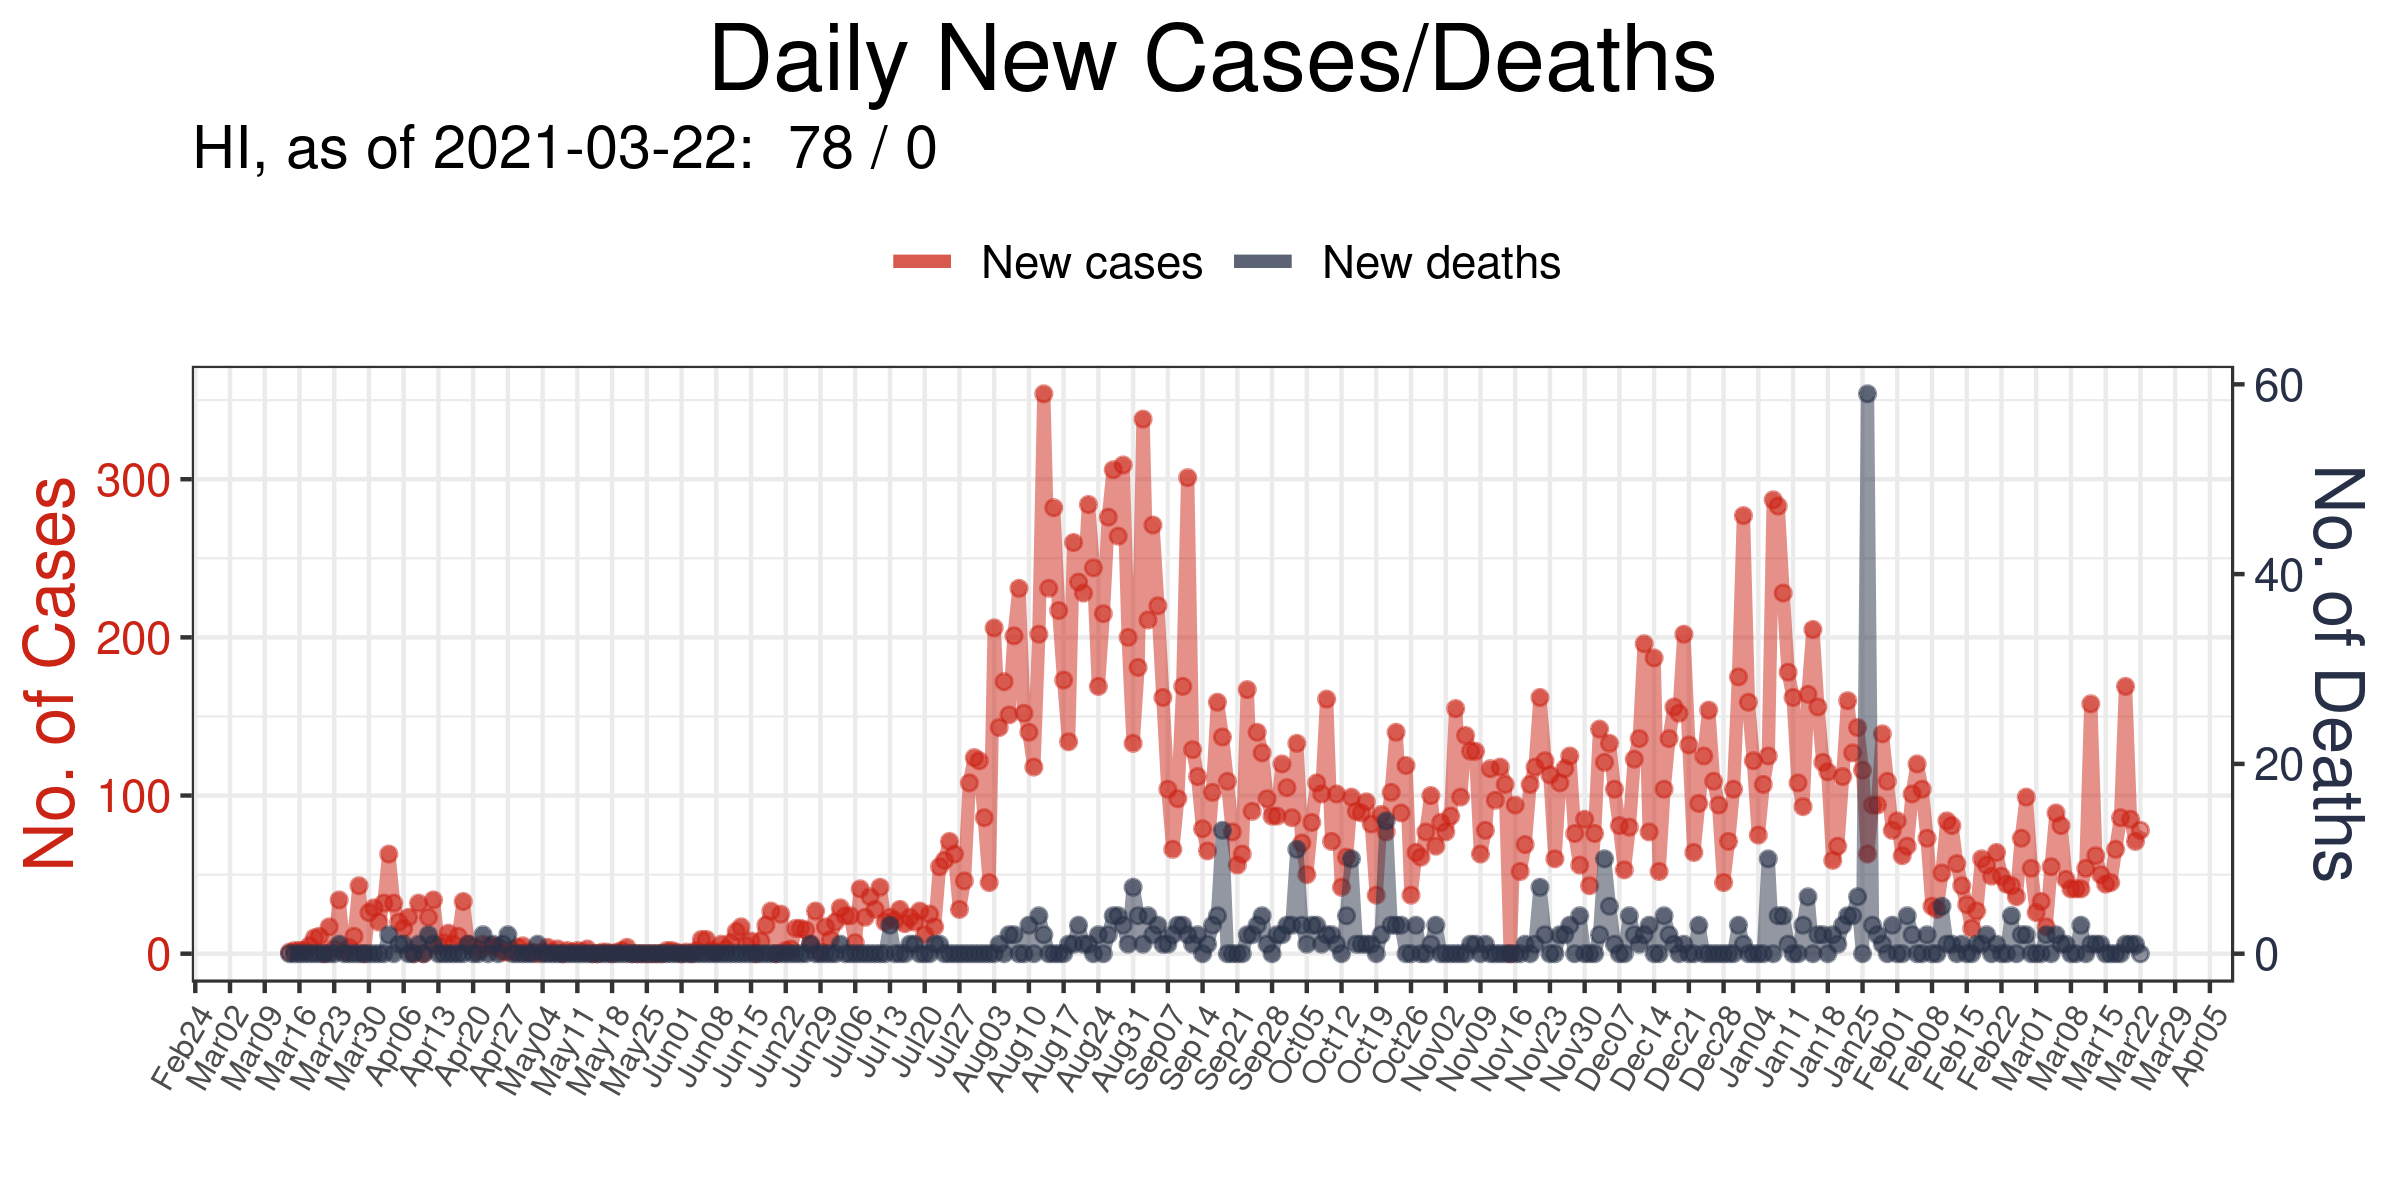 Daily New Cases/Deaths
HI, as of 2021-03-22:  78 / 0
New cases
New deaths
No. of Cases
300
200
100
0
60
40
20
0
No. of Deaths
Feb24
Mar02
Mar09
Mar16
Mar23
Mar30
Apr06
Apr13
Apr20
Apr27
May04
May11
May18
May25
Jun01
Jun08
Jun15
Jun22
Jun29
Jul06
Jul13
Jul20
Jul27
Aug03
Aug10
Aug17
Aug24
Aug31
Sep07
Sep14
Sep21
Sep28
Oct05
Oct12
Oct19
Oct26
Nov02
Nov09
Nov16
Nov23
Nov30
Dec07
Dec14
Dec21
Dec28
Jan04
Jan11
Jan18
Jan25
Feb01
Feb08
Feb15
Feb22
Mar01
Mar08
Mar15
Mar22
Mar29
Apr05